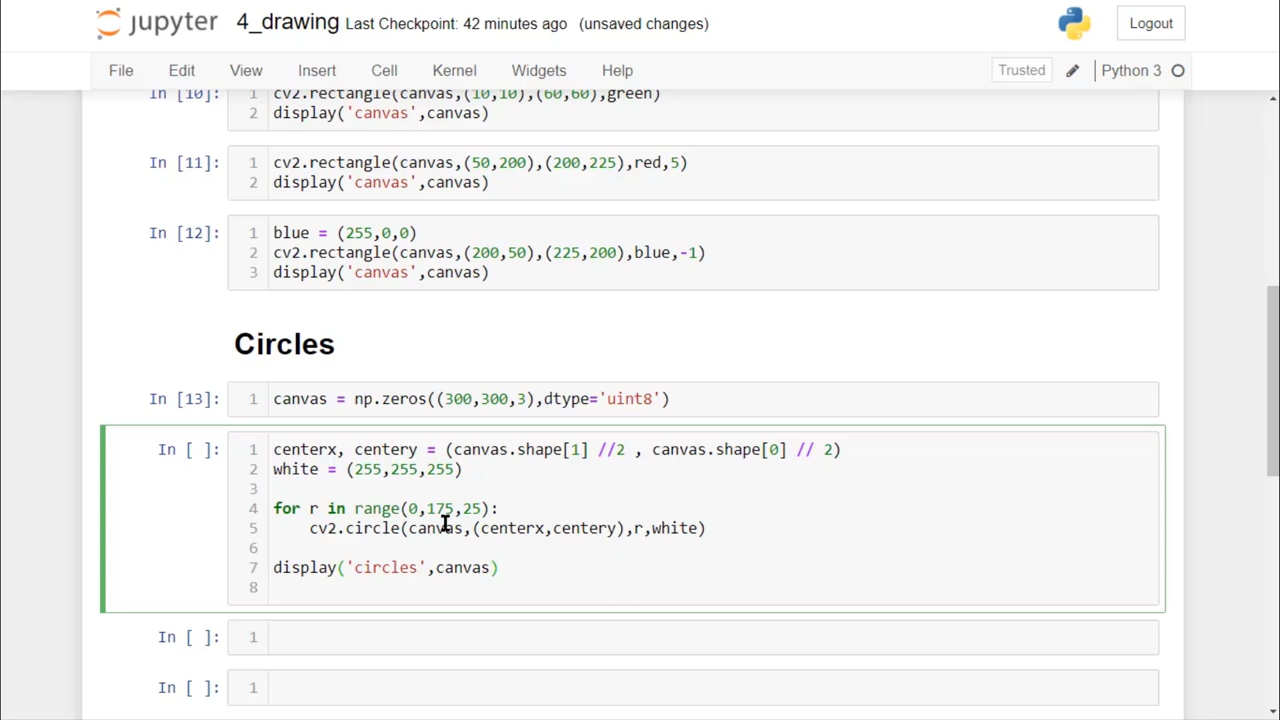 jupyter 4_drawing Last Checkpoint: 42 minutes ago (unsaved changes) Logout
File Edit View Insert Cell Kernel Widgets Help Trusted Python 3
In [10]: 1 cv2.rectangle(canvas,(10,10),(60,60),green)
2 display('canvas',canvas)
In [11]: 1 cv2.rectangle(canvas,(50,200),(200,225),red,5)
2 display('canvas',canvas)
In [12]: 1 blue = (255,0,0)
2 cv2.rectangle(canvas,(200,50),(225,200),blue,-1)
3 display('canvas',canvas)
Circles
In [13]: 1 canvas = np.zeros((300,300,3),dtype='uint8')
In [ ]: 1 centerx, centery = (canvas.shape[1] //2 , canvas.shape[0] // 2)
2 white = (255,255,255)
3
4 for r in range(0,175,25):
5 cv2.circle(canvas,(centerx,centery),r,white)
6
7 display('circles',canvas)
8
In [ ]: 1
In [ ]: 1